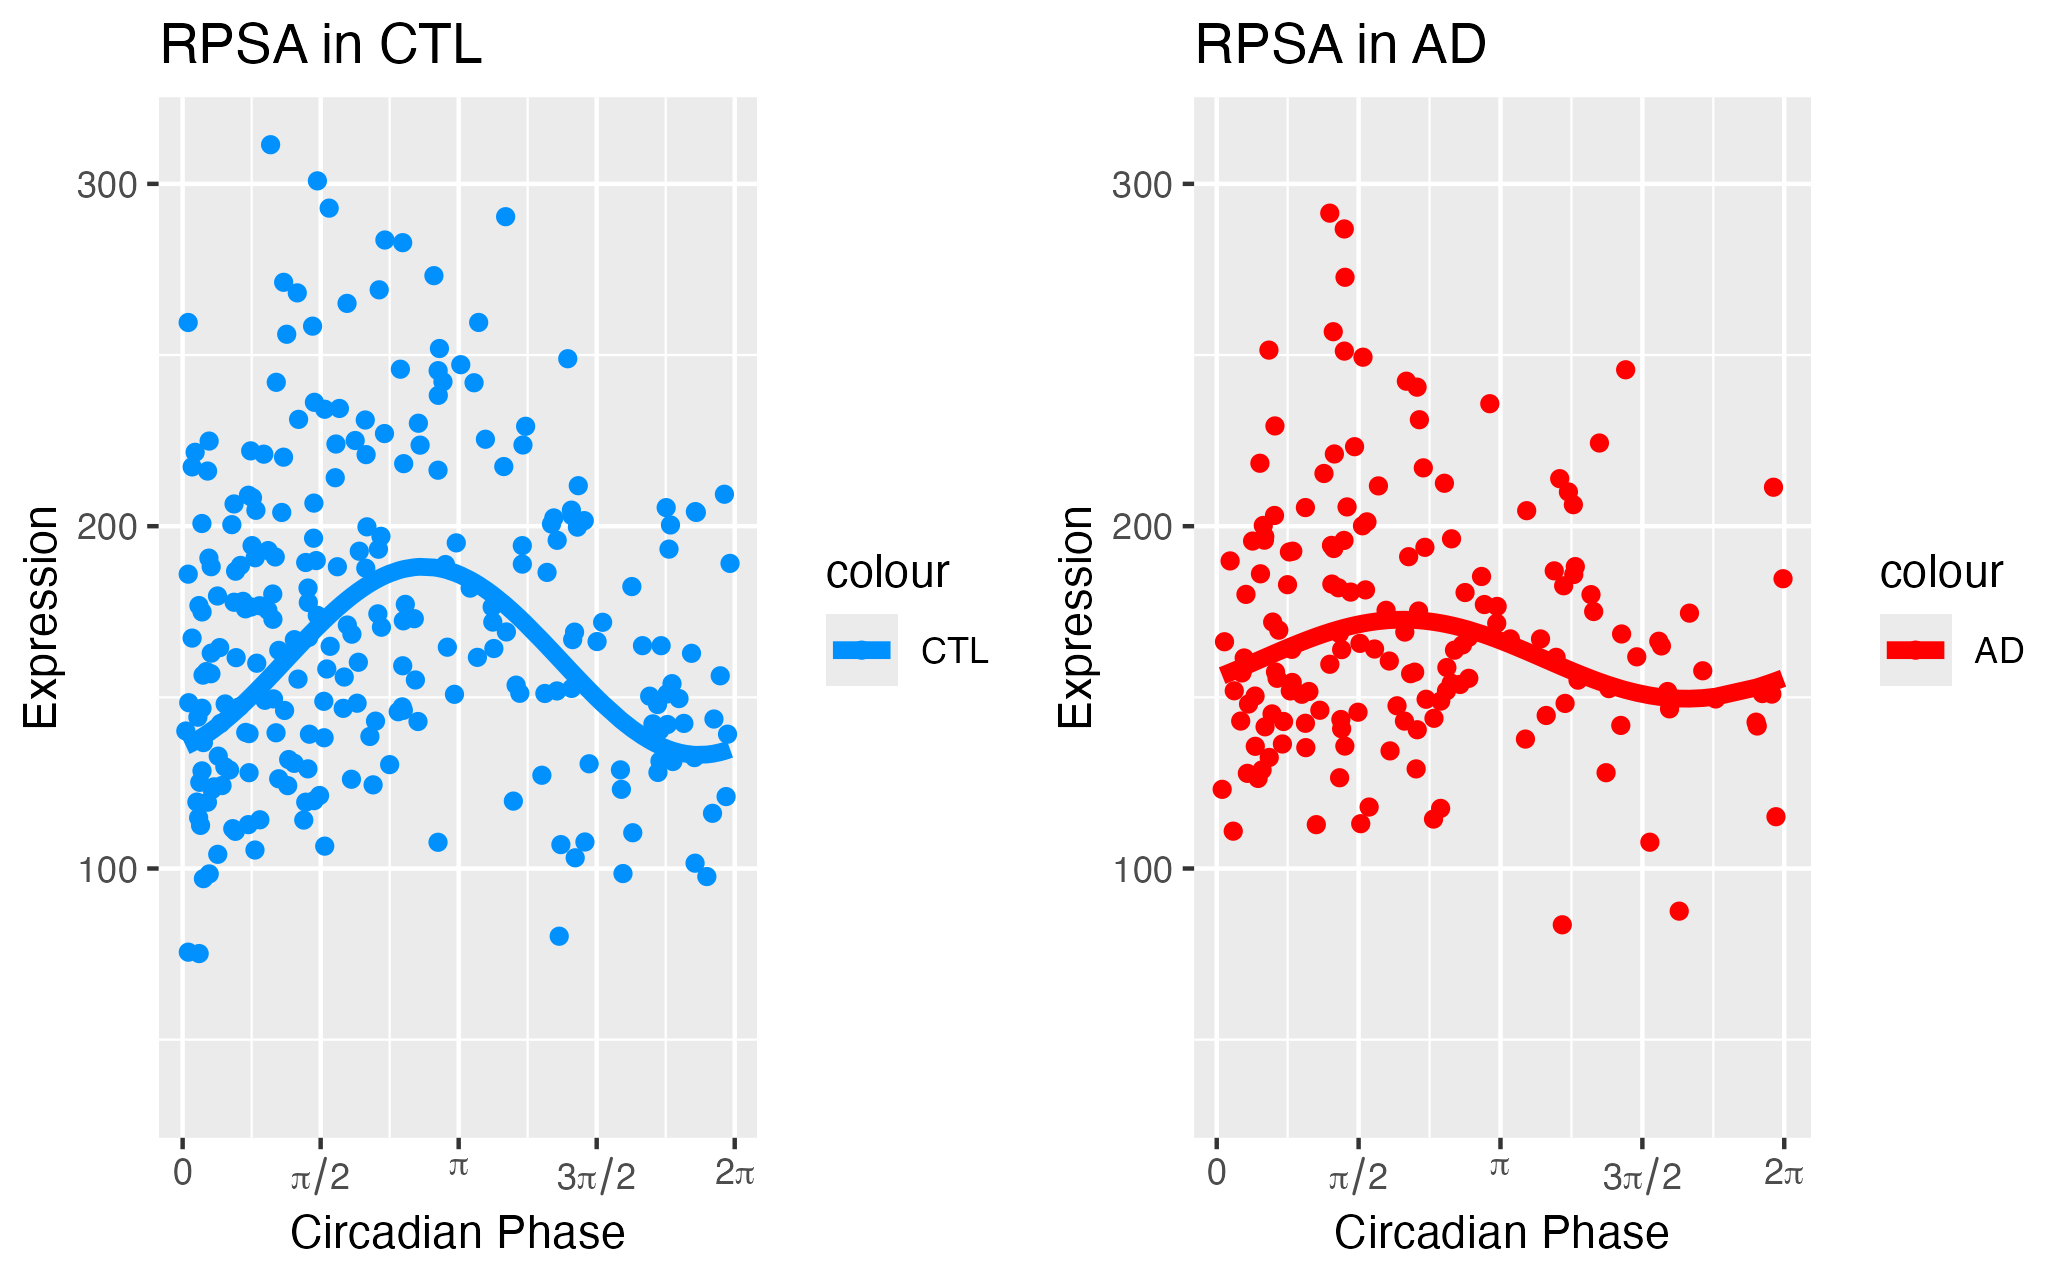 RPSA in CTL
300
200
100
Expression
0
π/2
π
3π/2
2π
Circadian Phase
colour
CTL
RPSA in AD
300
200
100
Expression
0
π/2
π
3π/2
2π
Circadian Phase
colour
AD